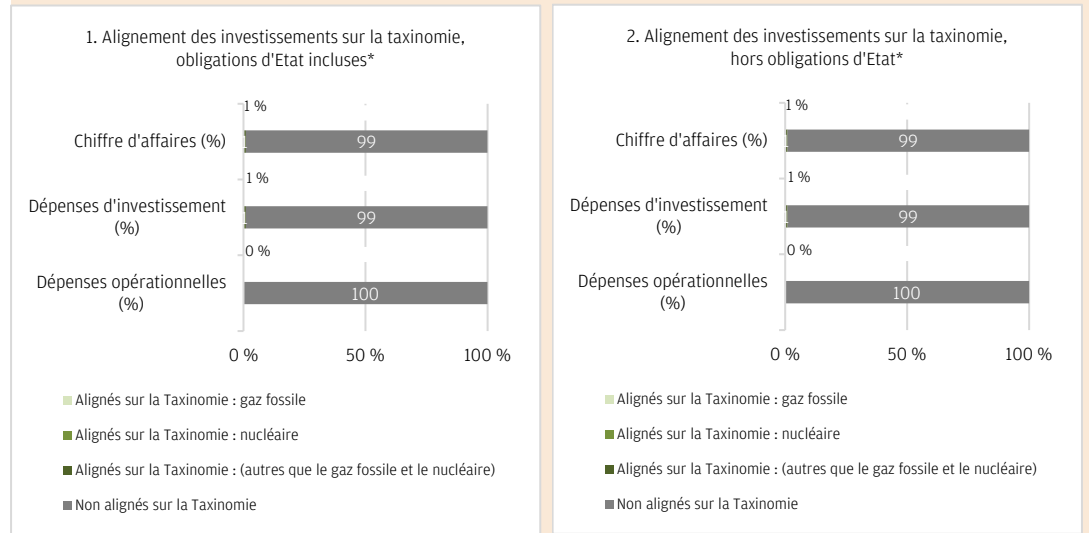 1. Alignement des investissements sur la taxinomie,
obligations d'Etat incluses*
1 %
Chiffre d'affaires (%)
1
99
1 %
Dépenses d'investissement
(%)
1
99
0 %
Dépenses opérationnelles
(%)
100
0 %
50 %
100 %
Alignés sur la Taxinomie : gaz fossile
Alignés sur la Taxinomie : nucléaire
Alignés sur la Taxinomie : (autres que le gaz fossile et le nucléaire)
Non alignés sur la Taxinomie
2. Alignement des investissements sur la taxinomie,
hors obligations d'Etat*
1 %
Chiffre d'affaires (%)
1
99
1 %
Dépenses d'investissement
(%)
1
99
0 %
Dépenses opérationnelles
(%)
100
0 %
50 %
100 %
Alignés sur la Taxinomie : gaz fossile
Alignés sur la Taxinomie : nucléaire
Alignés sur la Taxinomie : (autres que le gaz fossile et le nucléaire)
Non alignés sur la Taxinomie